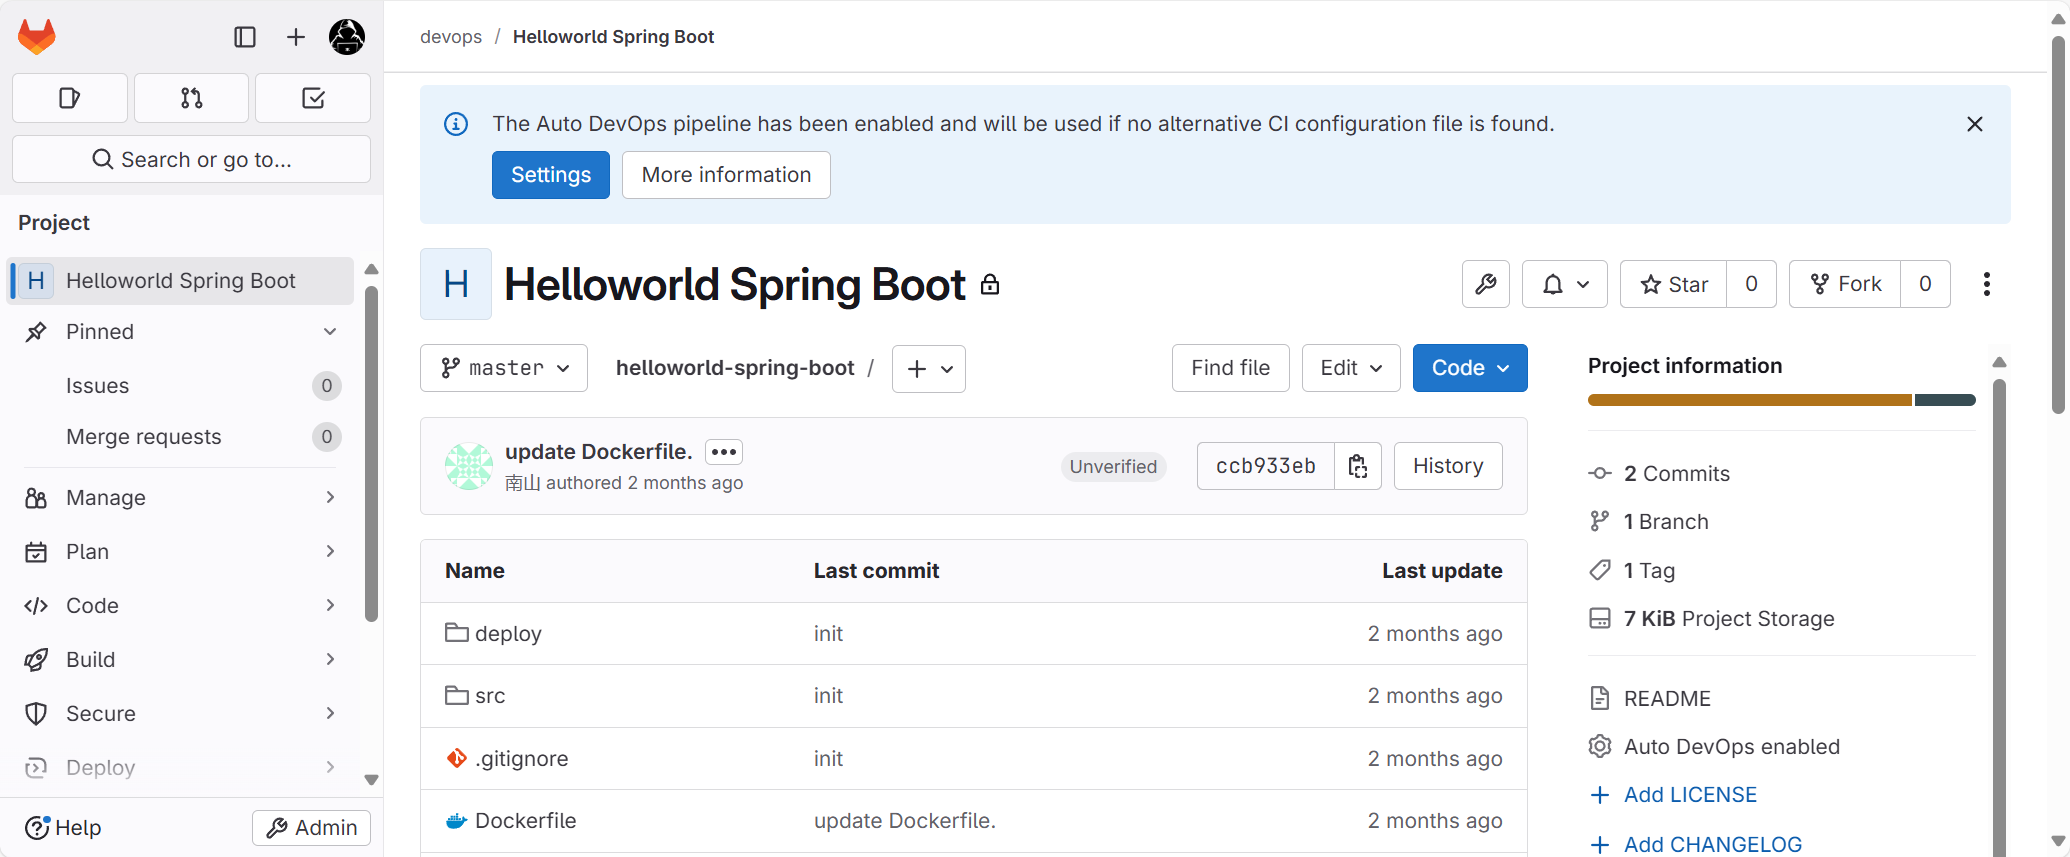 devops / Helloworld Spring Boot
Search or go to...
Project
H Helloworld Spring Boot
Pinned
Issues 0
Merge requests 0
Manage
Plan
Code
Build
Secure
Deploy
Help
Admin
The Auto DevOps pipeline has been enabled and will be used if no alternative CI configuration file is found.
Settings More information
H Helloworld Spring Boot
Star 0 Fork 0
master helloworld-spring-boot / Find file Edit Code
update Dockerfile.
南山 authored 2 months ago
Unverified ccb933eb History
Name Last commit Last update
deploy init 2 months ago
src init 2 months ago
.gitignore init 2 months ago
Dockerfile update Dockerfile. 2 months ago
Project information
2 Commits
1 Branch
1 Tag
7 KiB Project Storage
README
Auto DevOps enabled
Add LICENSE
Add CHANGELOG